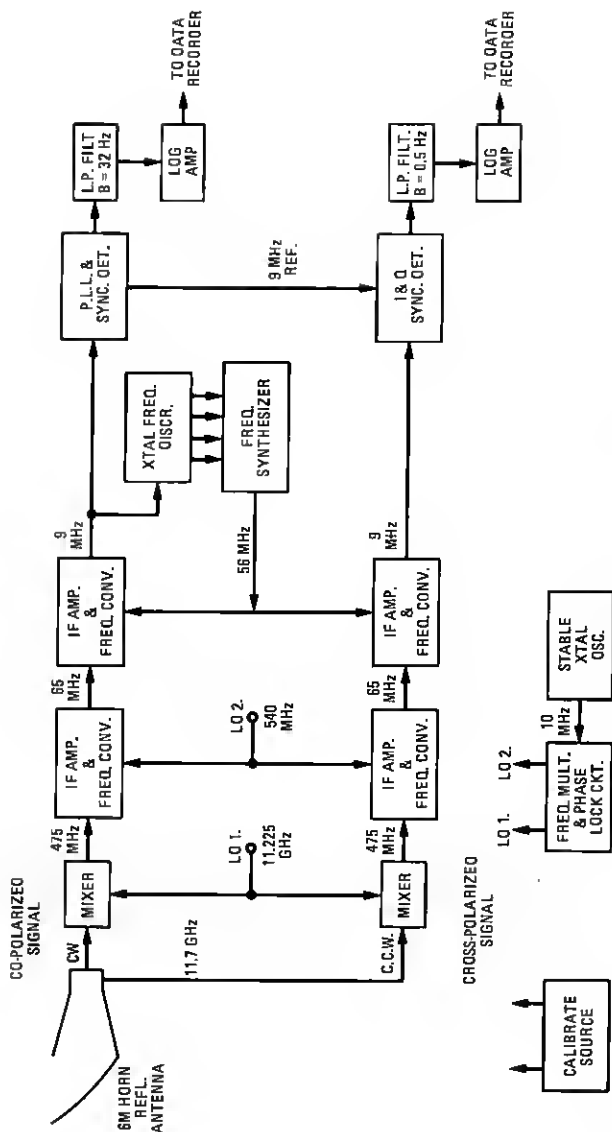 CO-POLARIZED
SIGNAL
6M HORN
REFL.
ANTENNA
CW
11.7 GHz
C.C.W.
MIXER
475
MHz
IF AMP.
&
FREQ. CONV.
65
MHz
IF AMP.
&
FREQ. CONV.
9
MHz
P.L.L. &
SYNC. DET.
L.P. FILT
B = 32 Hz
LOG
AMP
TO DATA
RECORDER
LO 1.
11.225
GHz
LO 2.
540
MHz
XTAL FREQ.
DISCR.
FREQ.
SYNTHESIZER
56 MHz
9 MHz
REF.
MIXER
475
MHz
IF AMP.
&
FREQ. CONV.
65
MHz
IF AMP.
&
FREQ. CONV.
9
MHz
I & Q
SYNC. DET.
L.P. FILT.
B = 0.5 Hz
LOG
AMP
TO DATA
RECORDER
CROSS-POLARIZED
SIGNAL
CALIBRATE
SOURCE
LO 1.
LO 2.
FREQ. MULT.
& PHASE
LOCK CKT.
10
MHz
STABLE
XTAL
OSC.